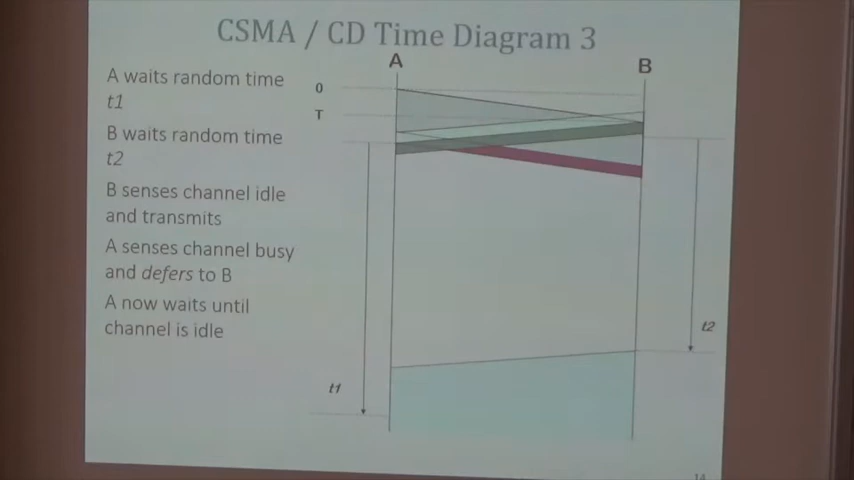 CSMA / CD Time Diagram 3
A
B
A waits random time
t1
B waits random time
t2
B senses channel idle
and transmits
A senses channel busy
and defers to B
A now waits until
channel is idle
0
T
t2
t1
14